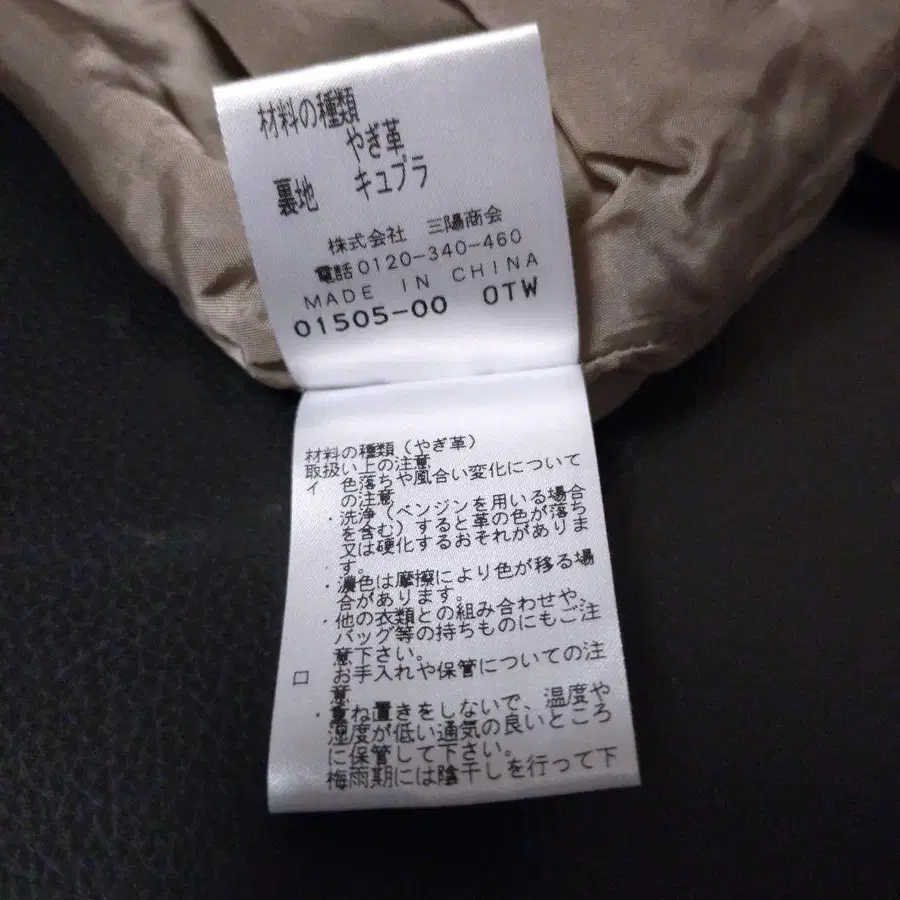 材料の種類
やぎ革
裏地 キュプラ
株式会社 三陽商会
電話0120-340-460
MADE IN CHINA
01505-00 0TW
材料の種類(やぎ革)
取扱い上の注意
イ 色落ちや風合い変化について
の注意
・洗浄(ベンジンを用いる場合
を含む)すると革の色が落ち
又は硬化するおそれがありま
す。
・濃色は摩擦により色が移る場
合があります。
・他の衣類との組み合わせや、
バッグ等の持ちものにもご注
意下さい。
ロ お手入れや保管についての注
意
・重ね置きをしないで、温度や
湿度が低い通気の良いところ
に保管して下さい。
梅雨期には陰干しを行って下